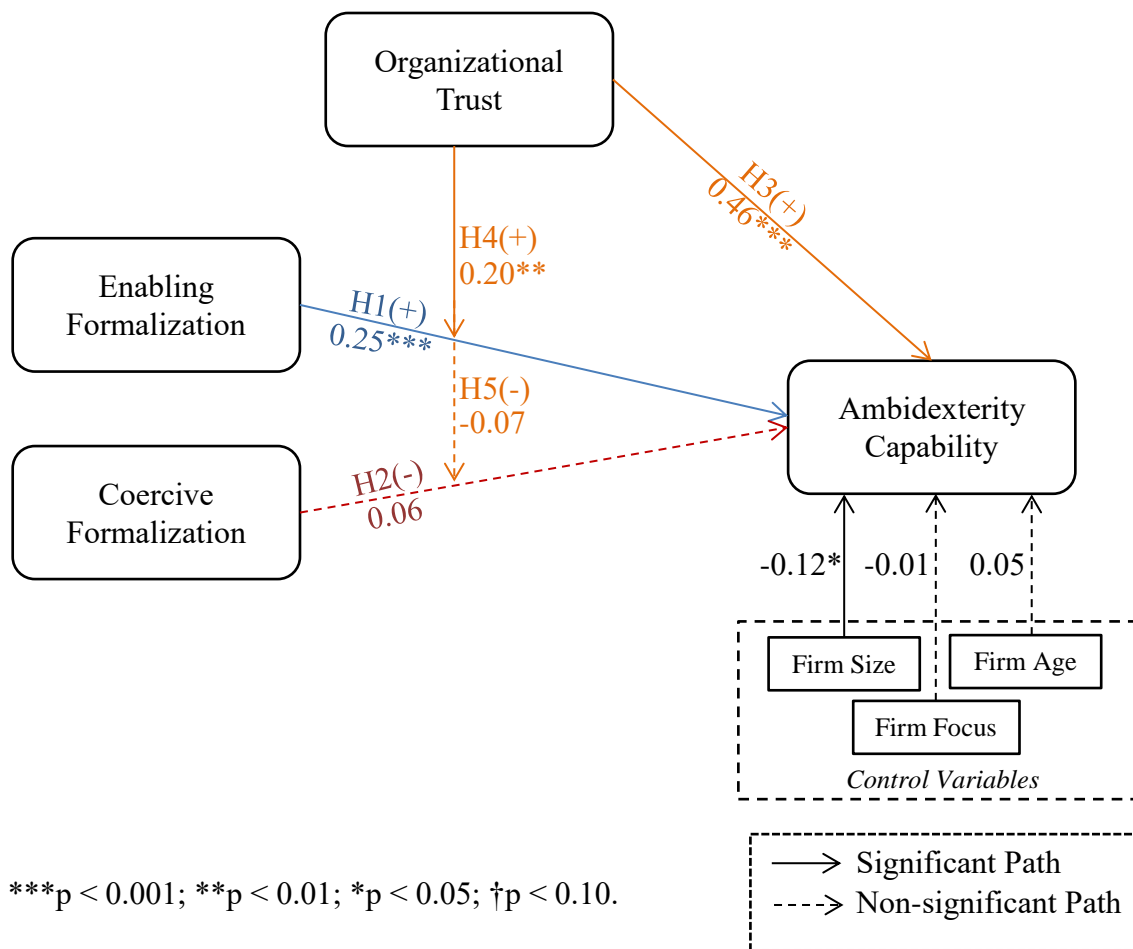 Organizational
Trust
H3(+)
0.46***
H4(+)
0.20**
Enabling
Formalization
H1(+)
0.25***
H5(-)
-0.07
Ambidexterity
Capability
Coercive
Formalization
H2(-)
0.06
-0.12*
-0.01
0.05
Firm Size
Firm Age
Firm Focus
Control Variables
Significant Path
Non-significant Path
***p < 0.001; **p < 0.01; *p < 0.05; †p < 0.10.